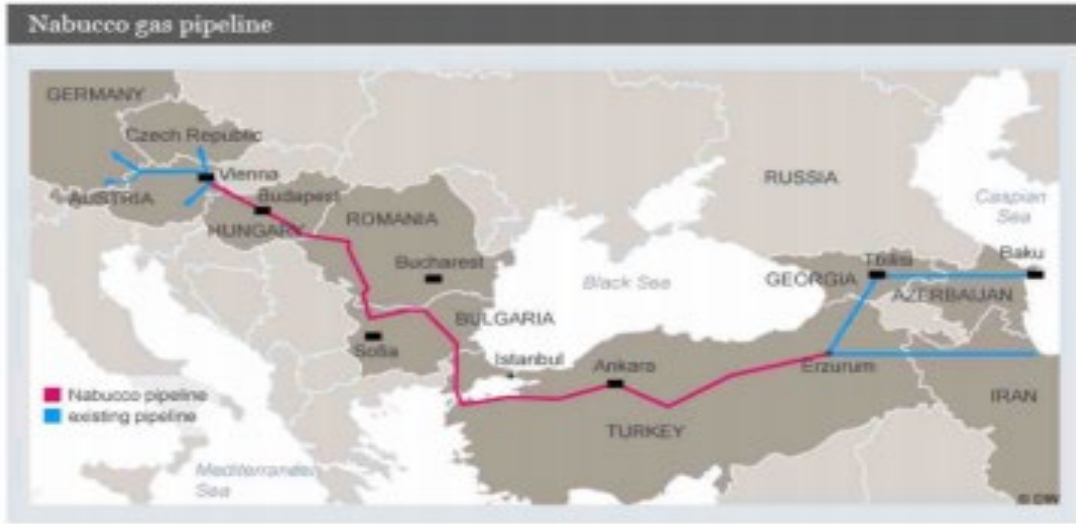 Nabucco gas pipeline
GERMANY
Czech Republic
Vienna
AUSTRIA
Budapest
HUNGARY
ROMANIA
RUSSIA
Caspian
Sea
Bucharest
Black Sea
Tbilisi
Baku
GEORGIA
AZERBAIJAN
BULGARIA
Sofia
Istanbul
Ankara
Erzurum
Nabucco pipeline
existing pipeline
IRAN
TURKEY
Mediterranean
Sea
© DW